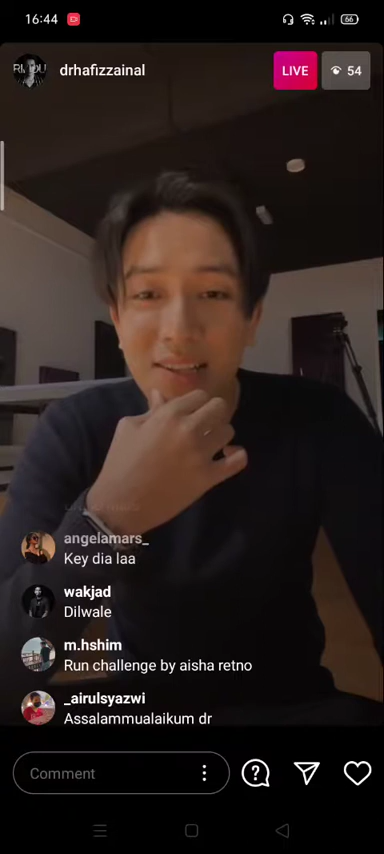 16:44
66
drhafizzainal
LIVE
54
angelamars_
Key dia laa
wakjad
Dilwale
m.hshim
Run challenge by aisha retno
_airulsyazwi
Assalammualaikum dr
Comment